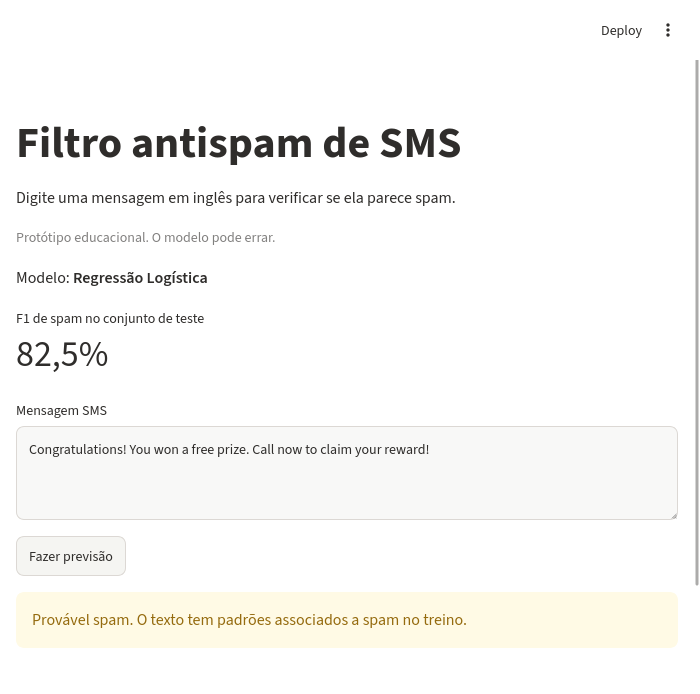 Deploy
Filtro antispam de SMS
Digite uma mensagem em inglês para verificar se ela parece spam.
Protótipo educacional. O modelo pode errar.
Modelo: Regressão Logística
F1 de spam no conjunto de teste
82,5%
Mensagem SMS
Congratulations! You won a free prize. Call now to claim your reward!
Fazer previsão
Provável spam. O texto tem padrões associados a spam no treino.